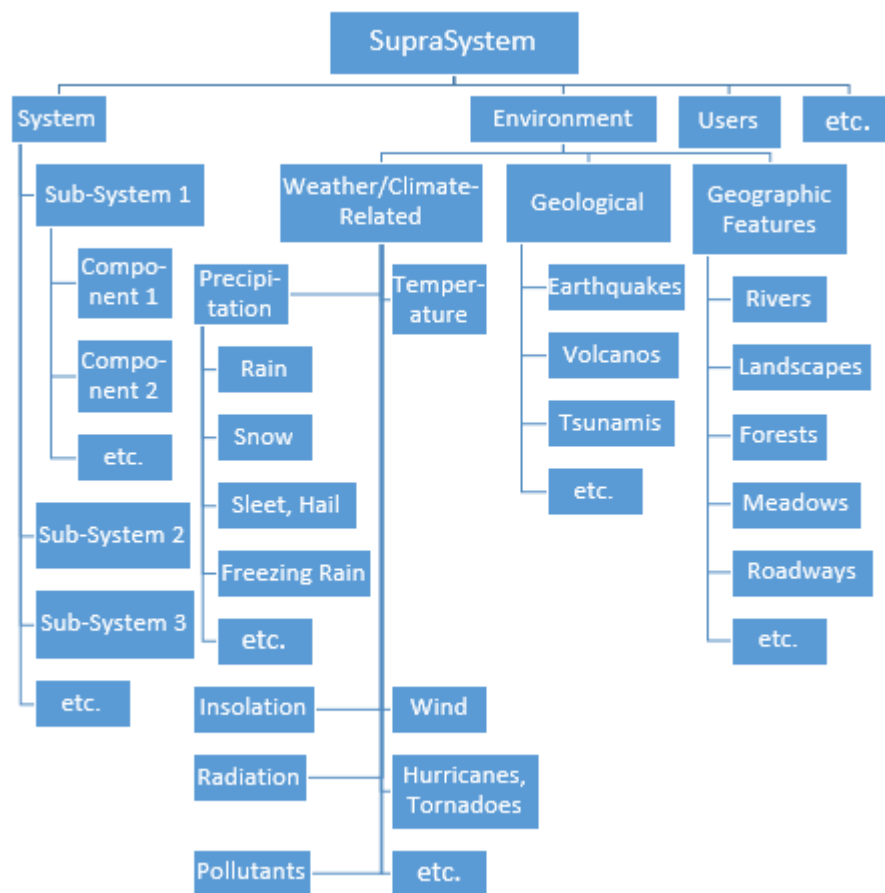 SupraSystem
System
Environment
Users
etc.
Sub-System 1
Compo-
nent 1
Compo-
nent 2
etc.
Sub-System 2
Sub-System 3
etc.
Weather/Climate-
Related
Precipi-
tation
Rain
Snow
Sleet, Hail
Freezing Rain
etc.
Temper-
ature
Insolation
Wind
Radiation
Hurricanes,
Tornadoes
Pollutants
etc.
Geological
Earthquakes
Volcanos
Tsunamis
etc.
Geographic
Features
Rivers
Landscapes
Forests
Meadows
Roadways
etc.